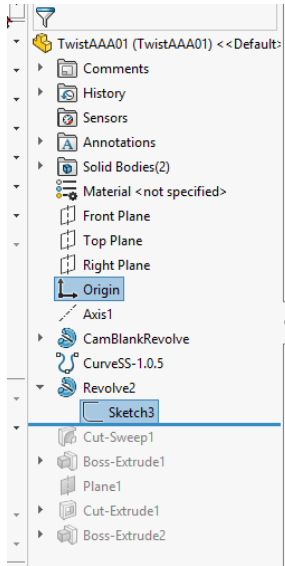 TwistAAA01 (TwistAAA01) <<Default>
Comments
History
Sensors
Annotations
Solid Bodies(2)
Material <not specified>
Front Plane
Top Plane
Right Plane
Origin
Axis1
CamBlankRevolve
CurveSS-1.0.5
Revolve2
Sketch3
Cut-Sweep1
Boss-Extrude1
Plane1
Cut-Extrude1
Boss-Extrude2